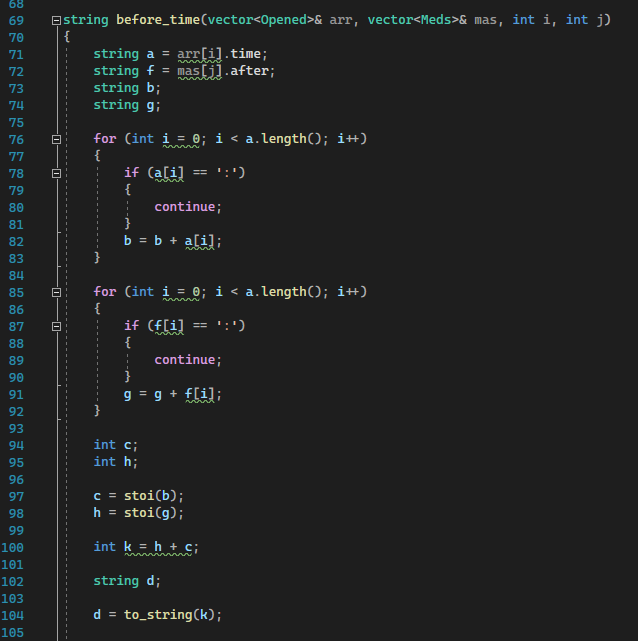 68
69 string before_time(vector<Opened>& arr, vector<Meds>& mas, int i, int j)
70 {
71     string a = arr[i].time;
72     string f = mas[j].after;
73     string b;
74     string g;
75
76     for (int i = 0; i < a.length(); i++)
77     {
78         if (a[i] == ':')
79         {
80             continue;
81         }
82         b = b + a[i];
83     }
84
85     for (int i = 0; i < a.length(); i++)
86     {
87         if (f[i] == ':')
88         {
89             continue;
90         }
91         g = g + f[i];
92     }
93
94     int c;
95     int h;
96
97     c = stoi(b);
98     h = stoi(g);
99
100     int k = h + c;
101
102     string d;
103
104     d = to_string(k);
105